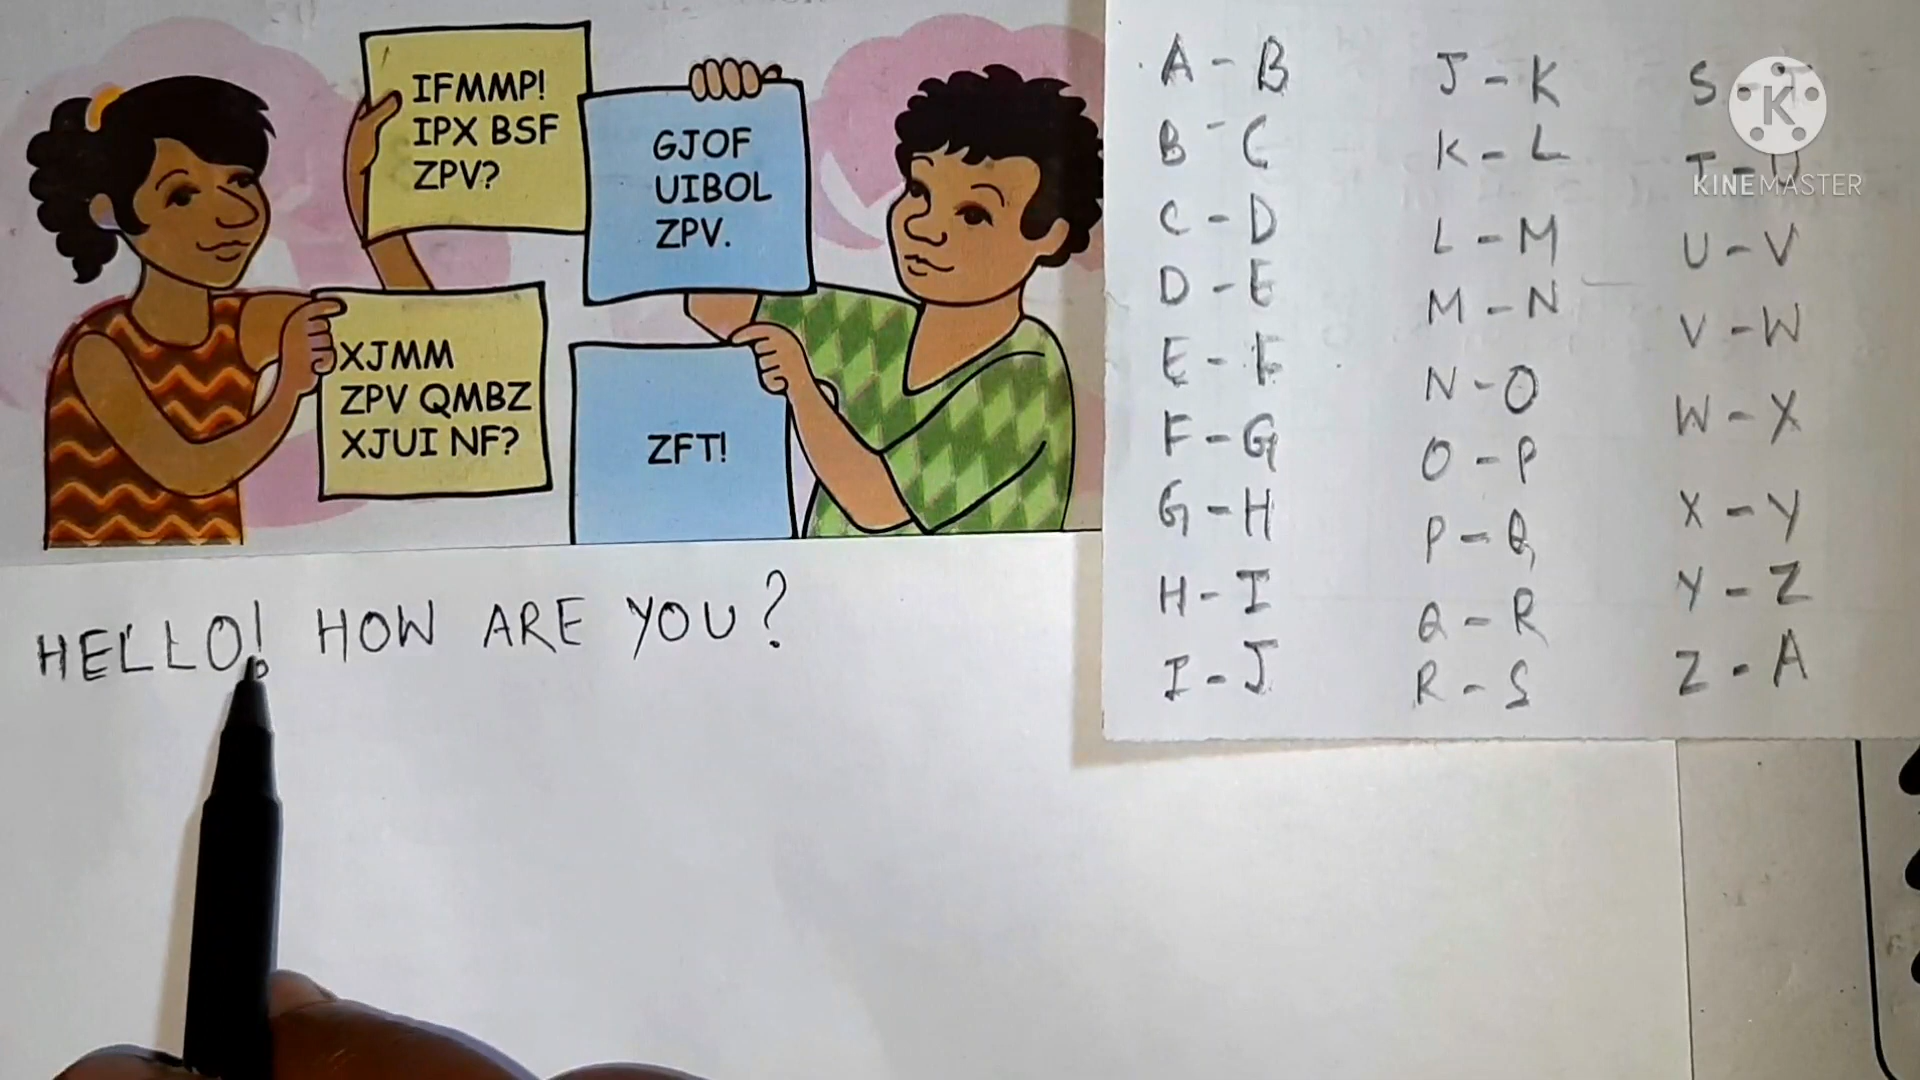 IFMMP!
IPX BSF
ZPV?
GJOF
UIBOL
ZPV.
XJMM
ZPV QMBZ
XJUI NF?
ZFT!
HELLO! HOW ARE YOU?
A - B
B - C
C - D
D - E
E - F
F - G
G - H
H - I
I - J
J - K
K - L
L - M
M - N
N - O
O - P
P - Q
Q - R
R - S
S - T
T - U
U - V
V - W
W - X
X - Y
Y - Z
Z - A
K
KINEMASTER